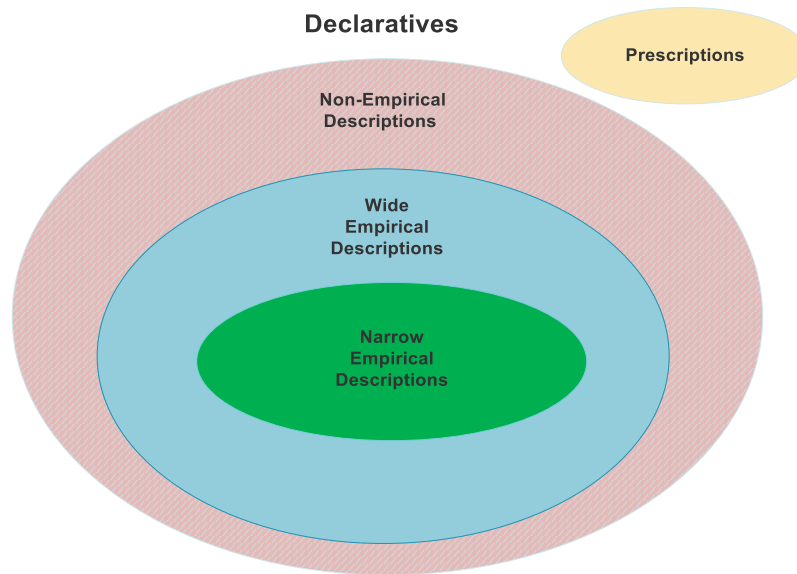 Declaratives
Prescriptions
Non-Empirical
Descriptions
Wide
Empirical
Descriptions
Narrow
Empirical
Descriptions